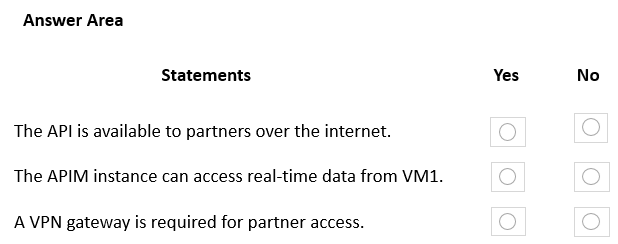 Answer Area
Statements Yes No
The API is available to partners over the internet.
The APIM instance can access real-time data from VM1.
A VPN gateway is required for partner access.